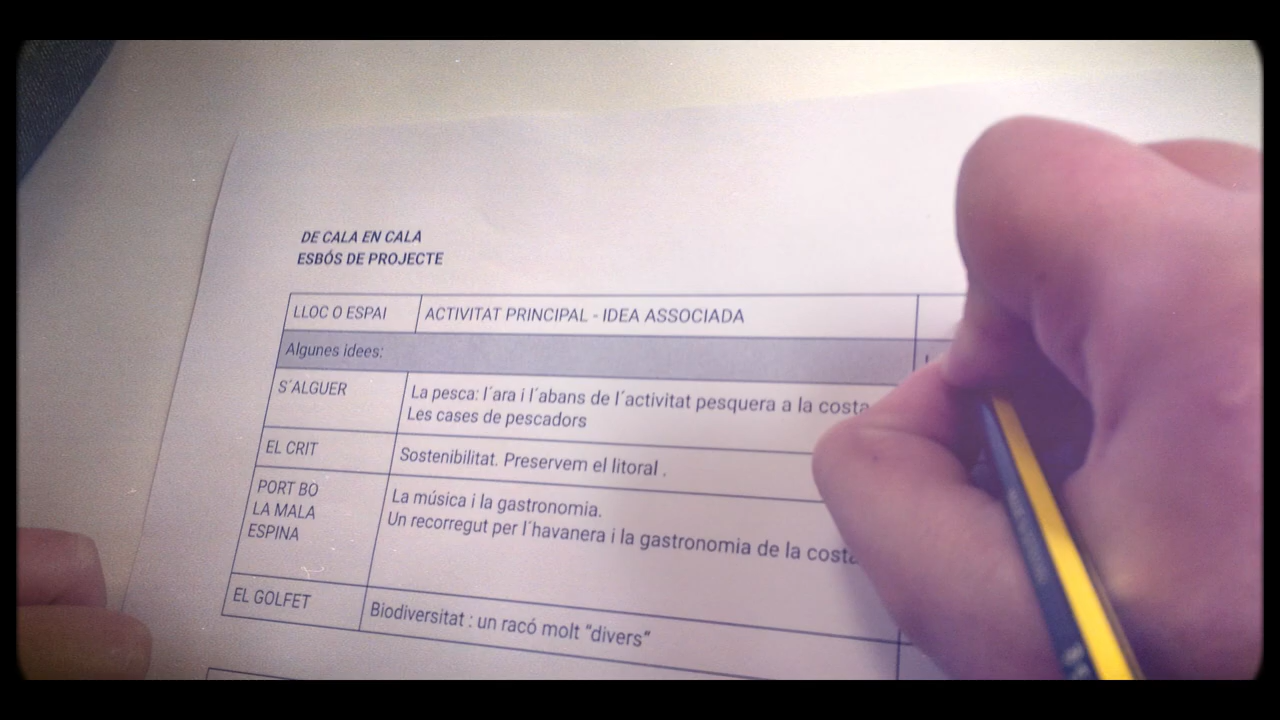 DE CALA EN CALA
ESBÓS DE PROJECTE
LLOC O ESPAI ACTIVITAT PRINCIPAL - IDEA ASSOCIADA
Algunes idees:
S´ALGUER La pesca: l´ara i l´abans de l´activitat pesquera a la costa
Les cases de pescadors
EL CRIT Sostenibilitat. Preservem el litoral .
PORT BO La música i la gastronomia.
LA MALA Un recorregut per l´havanera i la gastronomia de la costa
ESPINA
EL GOLFET Biodiversitat : un racó molt "divers"